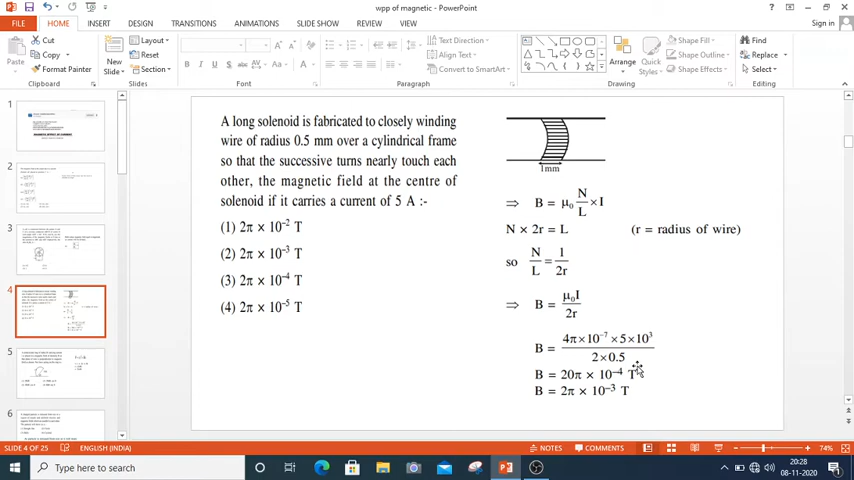 wpp of magnetic - PowerPoint
Sign in
FILE HOME INSERT DESIGN TRANSITIONS ANIMATIONS SLIDE SHOW REVIEW VIEW
Cut
Copy
Format Painter
Paste
Clipboard
New Slide
Layout
Reset
Section
Slides
Font
Text Direction
Align Text
Convert to SmartArt
Paragraph
Arrange
Quick Styles
Shape Fill
Shape Outline
Shape Effects
Drawing
Find
Replace
Select
Editing
1
2
3
4
5
6
A long solenoid is fabricated to closely winding
wire of radius 0.5 mm over a cylindrical frame
so that the successive turns nearly touch each
other, the magnetic field at the centre of
solenoid if it carries a current of 5 A :-
(1) 2π × 10⁻² T
(2) 2π × 10⁻³ T
(3) 2π × 10⁻⁴ T
(4) 2π × 10⁻⁵ T
1mm
⇒ B = μ₀ N/L × I
N × 2r = L (r = radius of wire)
so N/L = 1/2r
⇒ B = μ₀I/2r
B = 4π×10⁻⁷×5×10³/2×0.5
B = 20π × 10⁻⁴ T
B = 2π × 10⁻³ T
SLIDE 4 OF 25 ENGLISH (INDIA) NOTES COMMENTS 74%
Type here to search
20:28
08-11-2020